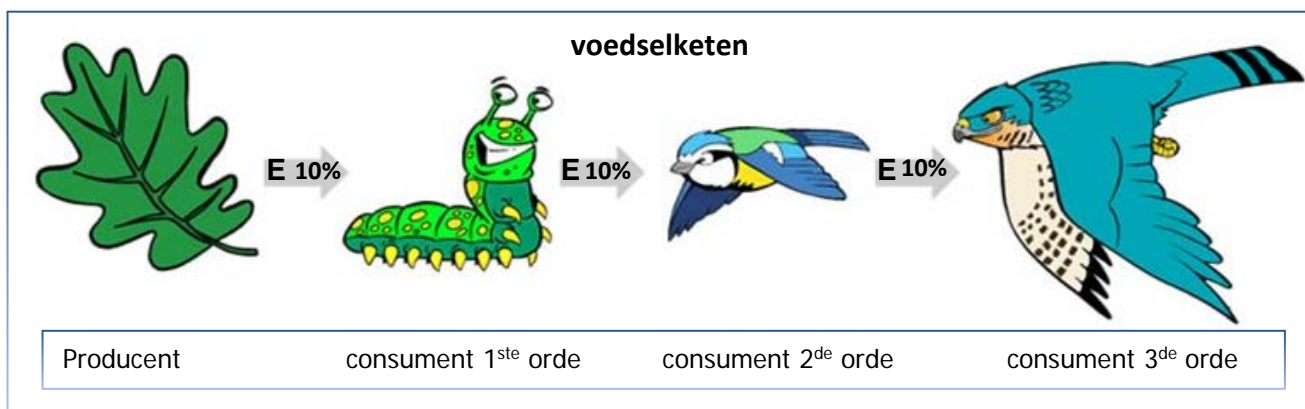 voedselketen
E 10% E 10% E 10%
Producent consument 1ste orde consument 2de orde consument 3de orde